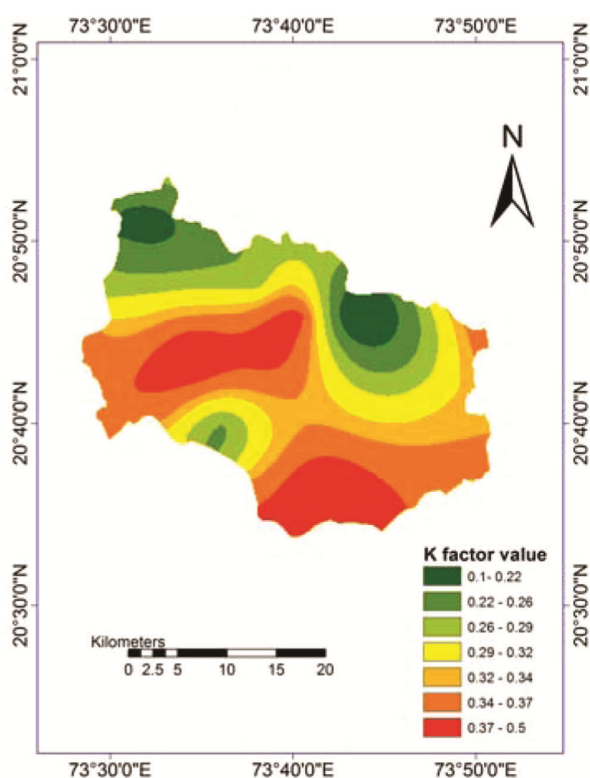 73°30'0"E 73°40'0"E 73°50'0"E
21°0'0"N 21°0'0"N
N
20°50'0"N 20°50'0"N
20°40'0"N 20°40'0"N
K factor value
0.1- 0.22
0.22 - 0.26
0.26 - 0.29
0.29 - 0.32
0.32 - 0.34
0.34 - 0.37
0.37 - 0.5
20°30'0"N 20°30'0"N
Kilometers
0 2.5 5 10 15 20
73°30'0"E 73°40'0"E 73°50'0"E